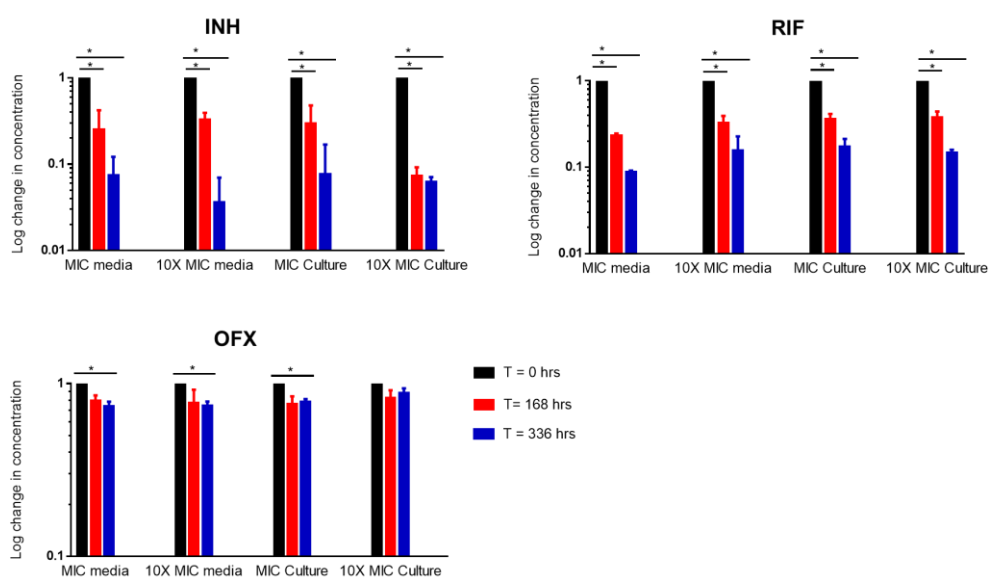 INH
* * * *
* * * *
Log change in concentration
1
0.1
0.01
MIC media 10X MIC media MIC Culture 10X MIC Culture
RIF
* * * *
* * * *
Log change in concentration
1
0.1
0.01
MIC media 10X MIC media MIC Culture 10X MIC Culture
OFX
* * *
Log change in concentration
1
0.1
MIC media 10X MIC media MIC Culture 10X MIC Culture
T = 0 hrs
T= 168 hrs
T = 336 hrs